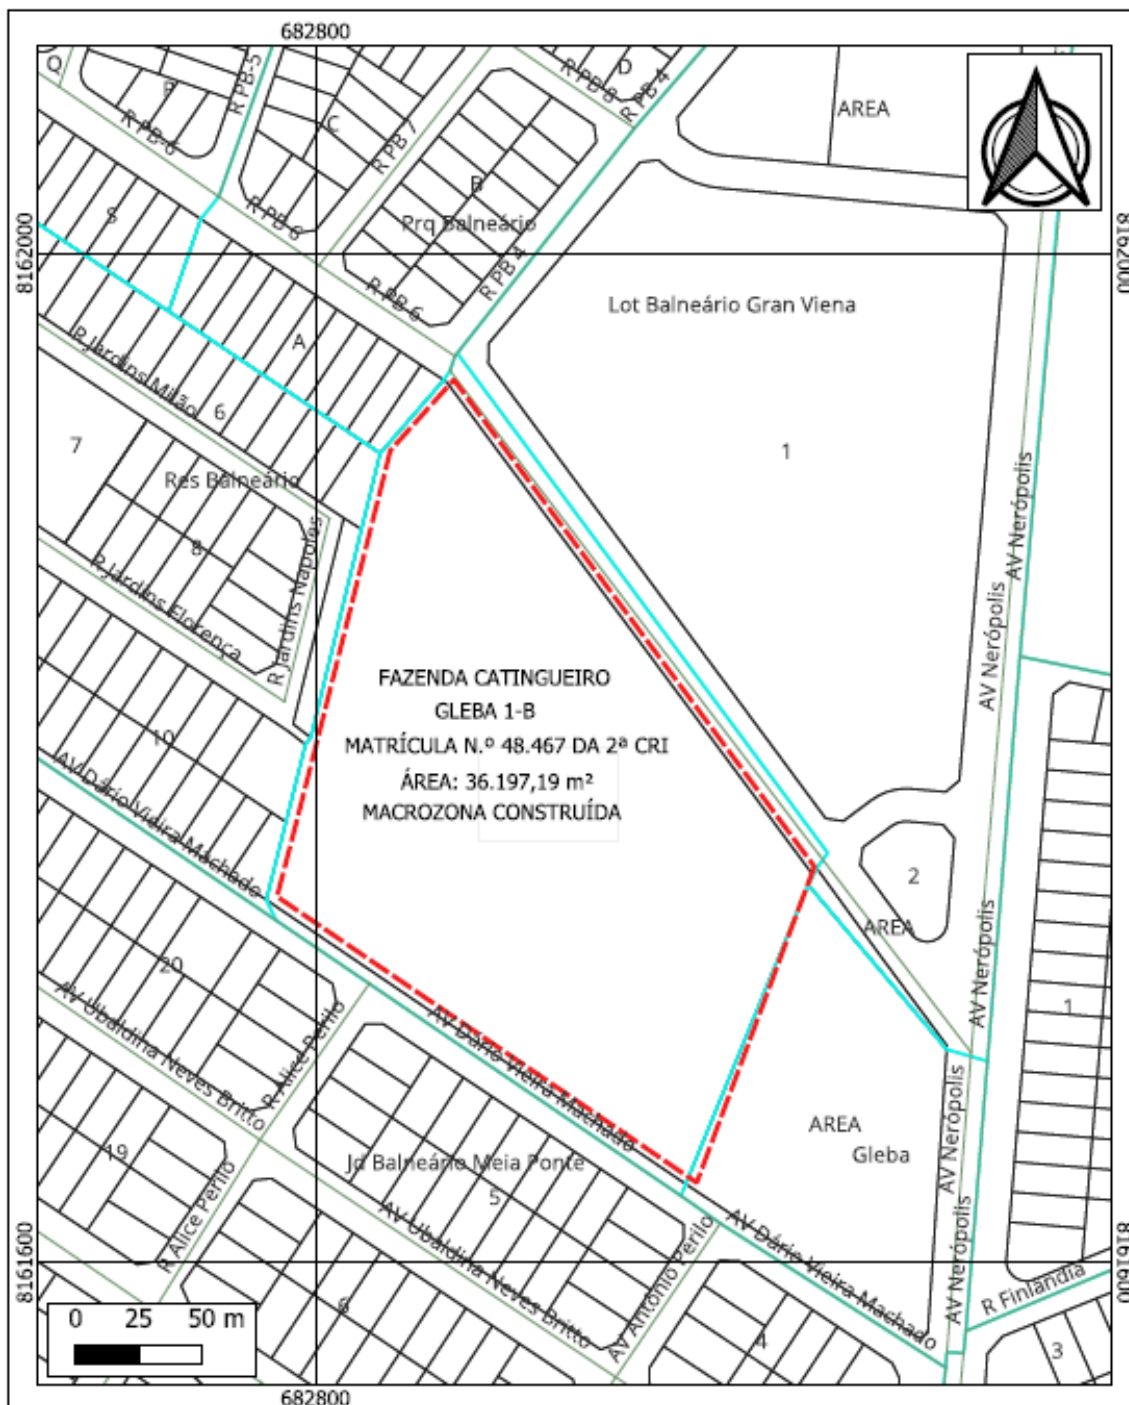 682800
Q
P
R PB-5
R PB-6
C
R PB 7
D
R PB 8
R PB 4
AREA
S
R PB 6
B
Prq Balneário
R PB 4
8162000
8162000
R PB 6
Lot Balneário Gran Viena
A
R Jardins Milão
6
7
1
Res Balneário
8
R Jardins Nápoles
R Jardins Florença
AV Nerópolis
AV Nerópolis
FAZENDA CATINGUEIRO
GLEBA 1-B
MATRÍCULA N.º 48.467 DA 2ª CRI
ÁREA: 36.197,19 m²
MACROZONA CONSTRUÍDA
10
AV Dário Vieira Machado
2
AREA
20
AV Nerópolis
1
AV Ubaldina Neves Britto
R Alice Perilo
AV Dário Vieira Machado
AREA
Gleba
AV Nerópolis
19
Jd Balneário Meia Ponte
5
R Alice Perilo
AV Ubaldina Neves Britto
AV Antônio Perilo
AV Dário Vieira Machado
AV Nerópolis
R Finlândia
8161600
8161600
6
4
3
0 25 50 m
682800